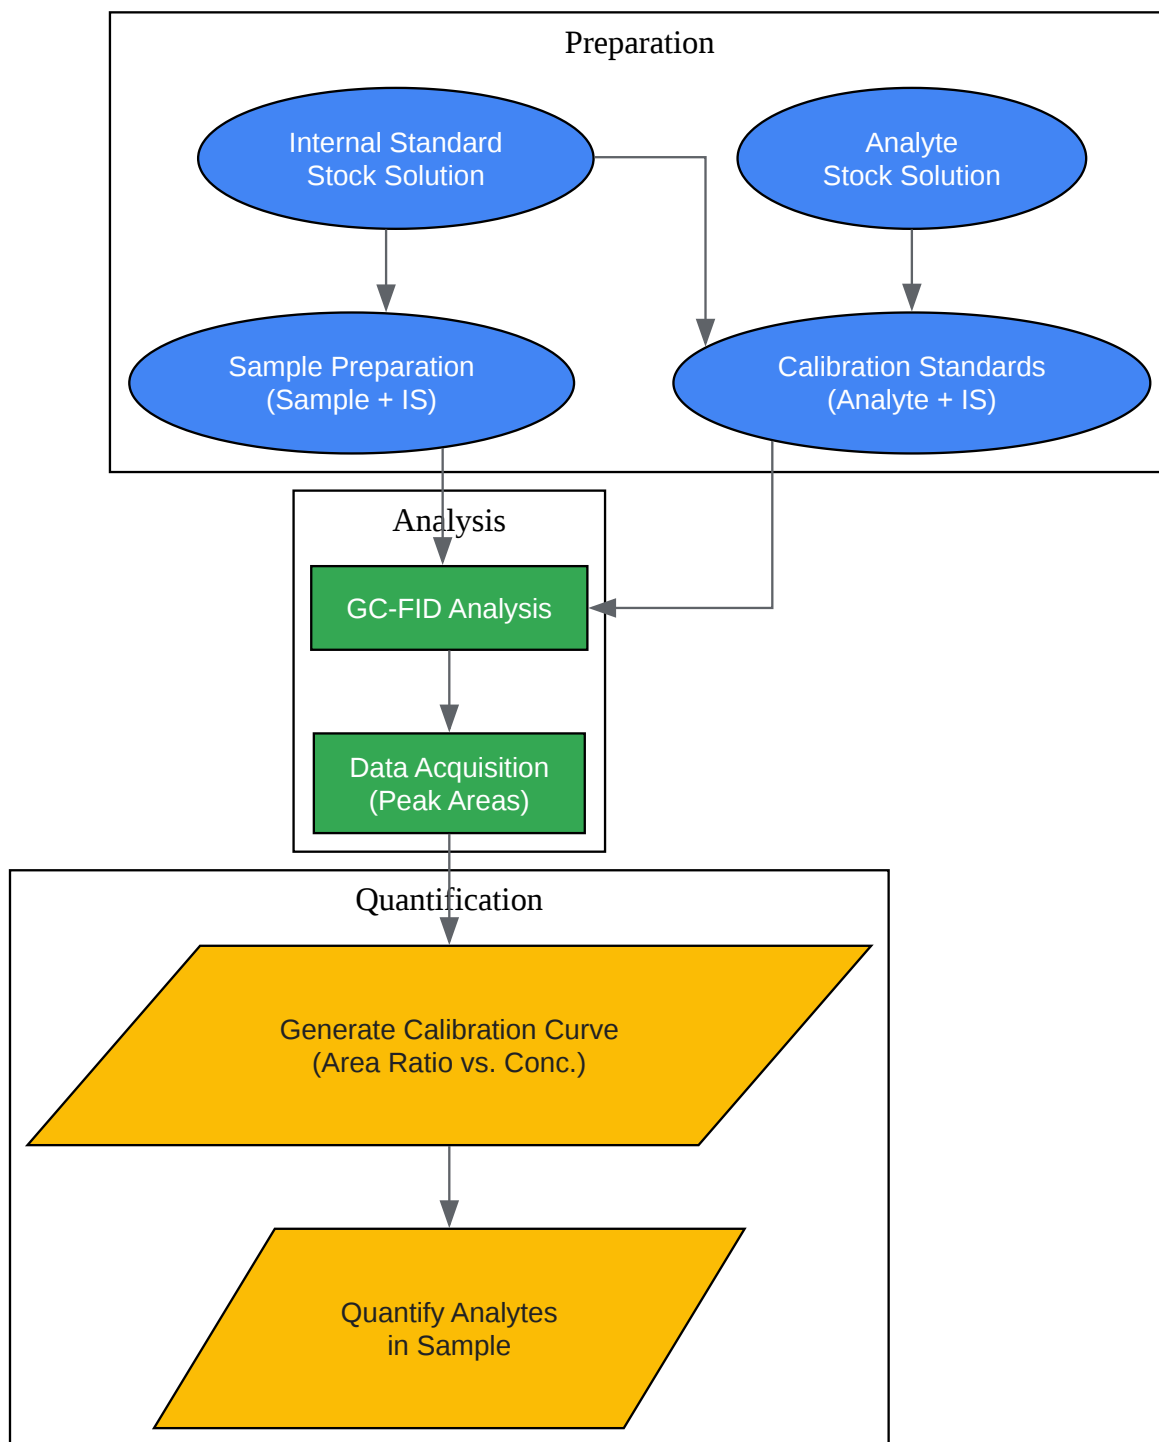 Preparation
Internal Standard
Stock Solution
Analyte
Stock Solution
Sample Preparation
(Sample + IS)
Calibration Standards
(Analyte + IS)
Analysis
GC-FID Analysis
Data Acquisition
(Peak Areas)
Quantification
Generate Calibration Curve
(Area Ratio vs. Conc.)
Quantify Analytes
in Sample